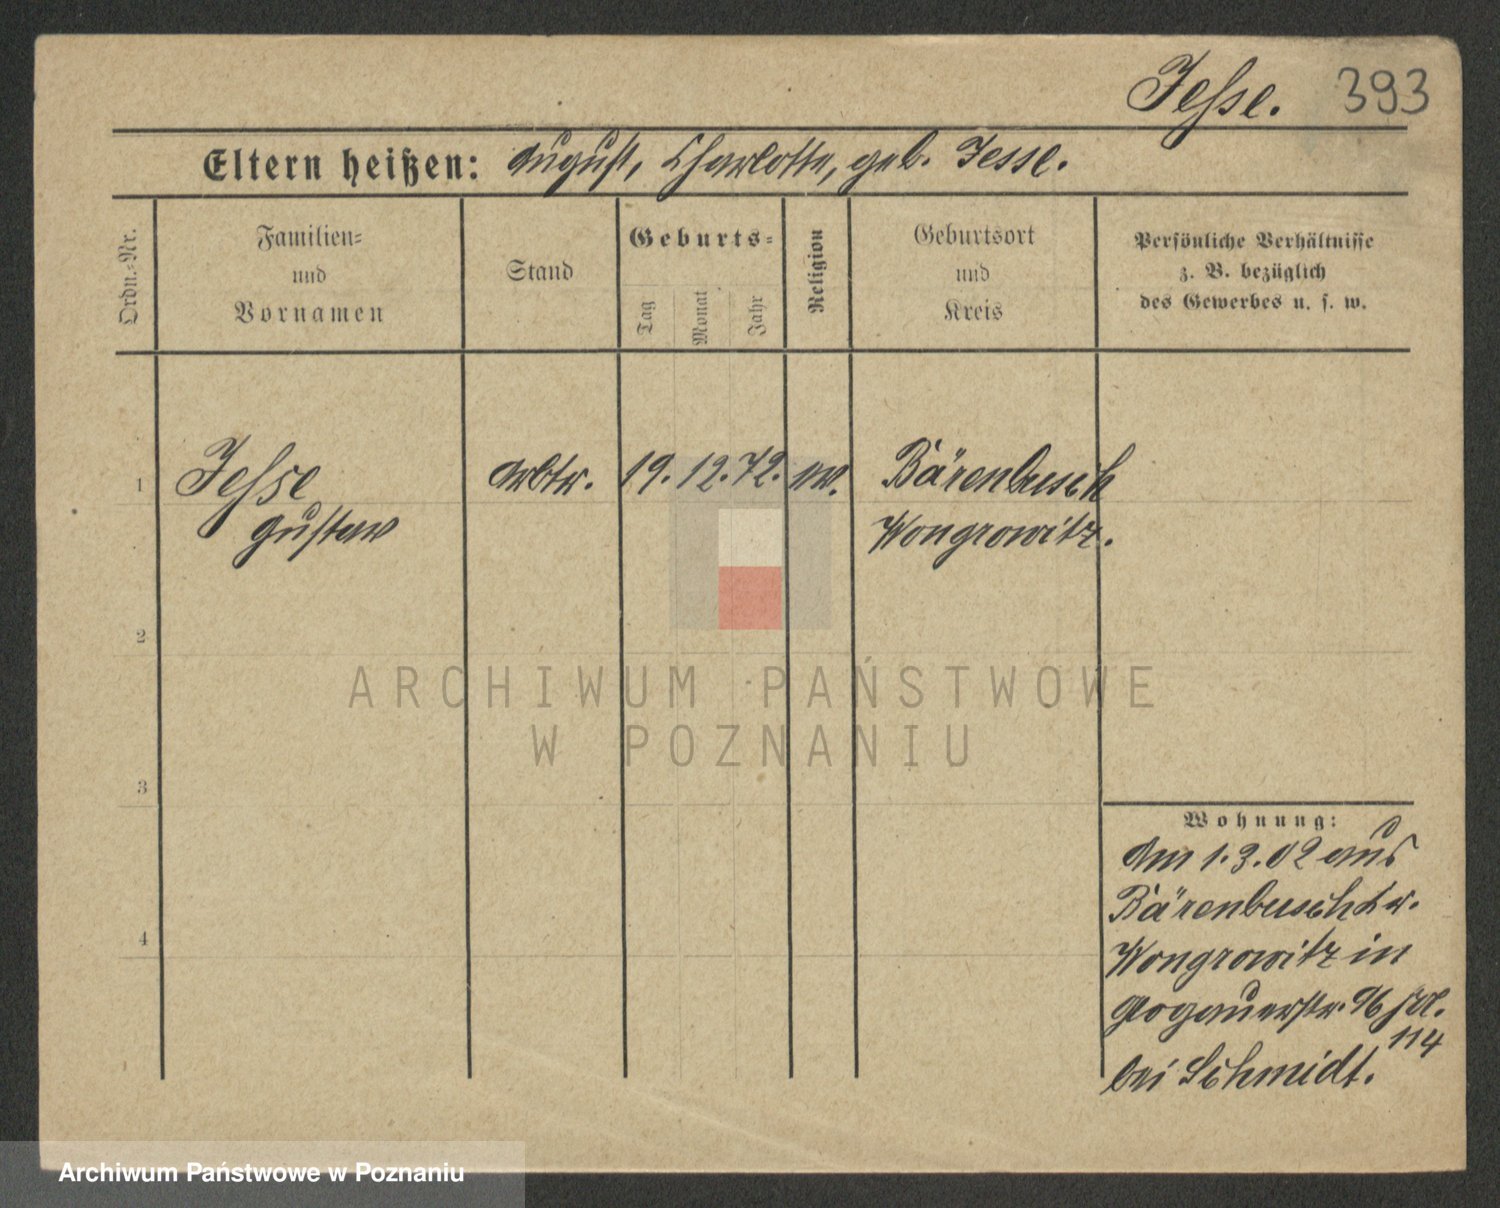 Jesse. 393
Eltern heißen: August, Charlotte, geb. Jesse.
Ordn.-Nr.
Familien-
und
Vornamen
Stand
Geburts-
Tag
Monat
Jahr
Religion
Geburtsort
und
Kreis
Persönliche Verhältnisse
z. B. bezüglich
des Gewerbes u. s. w.
1 Jesse Arbtr. 19. 12. 72. ev. Bärenbusch
Gustav Wongrowitz.
2
3
4
ARCHIWUM PAŃSTWOWE
W POZNANIU
Wohnung:
Am 1.3.02 aus
Bärenbusch Kr.
Wongrowitz in
Glogauerstr. 96
114
bei Schmidt.
Archiwum Państwowe w Poznaniu